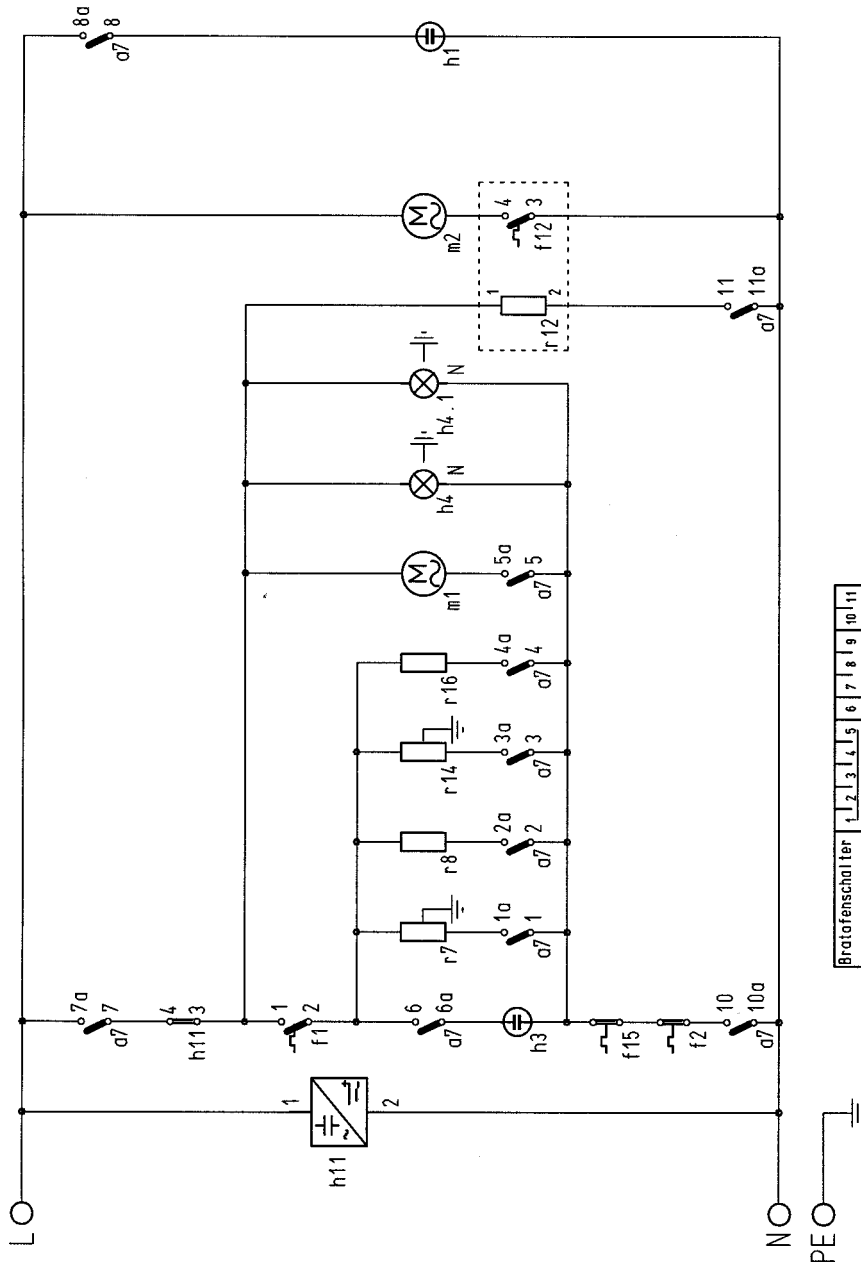 L
N
PE
h11
1
2
7a
7
a7
4
3
h11
1
2
f1
6
6a
a7
h3
f15
f2
10
10a
a7
r7
1a
1
a7
r8
2a
2
a7
r14
3a
3
a7
r16
4a
4
a7
M
m1
5a
5
a7
h4
N
h4.1
N
1
2
r12
11
11a
a7
M
m2
4
3
f12
8a
8
a7
h1
Bratofenschalter 1 2 3 4 5 6 7 8 9 10 11